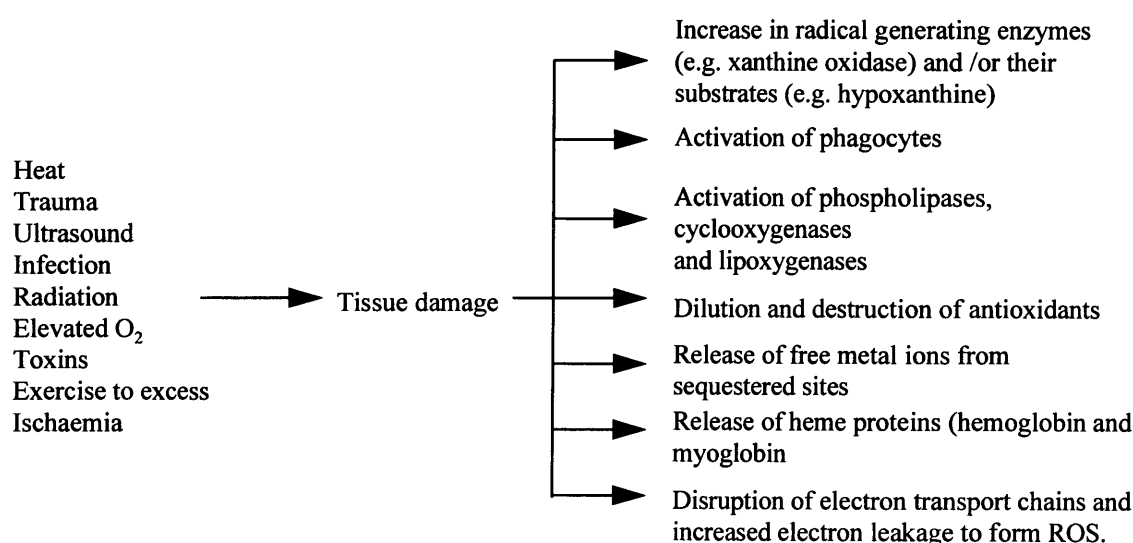 Heat
Trauma
Ultrasound
Infection
Radiation
Elevated O₂
Toxins
Exercise to excess
Ischaemia
Tissue damage
Increase in radical generating enzymes
(e.g. xanthine oxidase) and /or their
substrates (e.g. hypoxanthine)
Activation of phagocytes
Activation of phospholipases,
cyclooxygenases
and lipoxygenases
Dilution and destruction of antioxidants
Release of free metal ions from
sequestered sites
Release of heme proteins (hemoglobin and
myoglobin
Disruption of electron transport chains and
increased electron leakage to form ROS.